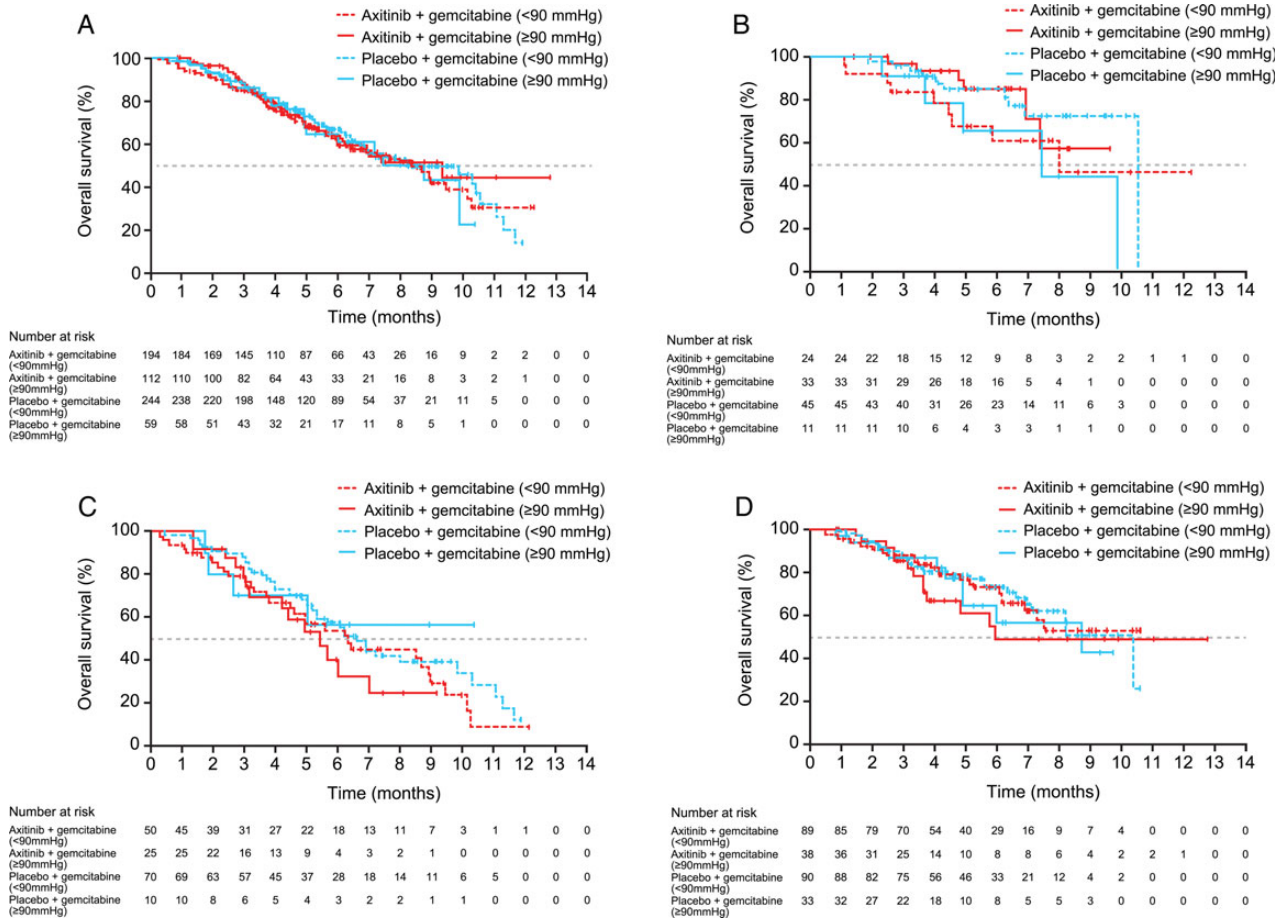 A
Axitinib + gemcitabine (<90 mmHg)
Axitinib + gemcitabine (≥90 mmHg)
Placebo + gemcitabine (<90 mmHg)
Placebo + gemcitabine (≥90 mmHg)
Overall survival (%)
100
80
60
40
20
0
0 1 2 3 4 5 6 7 8 9 10 11 12 13 14
Time (months)
Number at risk
Axitinib + gemcitabine 194 184 169 145 110 87 66 43 26 16 9 2 2 0 0
(<90mmHg)
Axitinib + gemcitabine 112 110 100 82 64 43 33 21 16 8 3 2 1 0 0
(≥90mmHg)
Placebo + gemcitabine 244 238 220 198 148 120 89 54 37 21 11 5 0 0 0
(<90mmHg)
Placebo + gemcitabine 59 58 51 43 32 21 17 11 8 5 1 0 0 0 0
(≥90mmHg)
B
Axitinib + gemcitabine (<90 mmHg)
Axitinib + gemcitabine (≥90 mmHg)
Placebo + gemcitabine (<90 mmHg)
Placebo + gemcitabine (≥90 mmHg)
Overall survival (%)
100
80
60
40
20
0
0 1 2 3 4 5 6 7 8 9 10 11 12 13 14
Time (months)
Number at risk
Axitinib + gemcitabine 24 24 22 18 15 12 9 8 3 2 2 1 1 0 0
(<90mmHg)
Axitinib + gemcitabine 33 33 31 29 26 18 16 5 4 1 0 0 0 0 0
(≥90mmHg)
Placebo + gemcitabine 45 45 43 40 31 26 23 14 11 6 3 0 0 0 0
(<90mmHg)
Placebo + gemcitabine 11 11 11 10 6 4 3 3 1 1 0 0 0 0 0
(≥90mmHg)
C
Axitinib + gemcitabine (<90 mmHg)
Axitinib + gemcitabine (≥90 mmHg)
Placebo + gemcitabine (<90 mmHg)
Placebo + gemcitabine (≥90 mmHg)
Overall survival (%)
100
80
60
40
20
0
0 1 2 3 4 5 6 7 8 9 10 11 12 13 14
Time (months)
Number at risk
Axitinib + gemcitabine 50 45 39 31 27 22 18 13 11 7 3 1 1 0 0
(<90mmHg)
Axitinib + gemcitabine 25 25 22 16 13 9 4 3 2 1 0 0 0 0 0
(≥90mmHg)
Placebo + gemcitabine 70 69 63 57 45 37 28 18 14 11 6 5 0 0 0
(<90mmHg)
Placebo + gemcitabine 10 10 8 6 5 4 3 2 2 1 1 0 0 0 0
(≥90mmHg)
D
Axitinib + gemcitabine (<90 mmHg)
Axitinib + gemcitabine (≥90 mmHg)
Placebo + gemcitabine (<90 mmHg)
Placebo + gemcitabine (≥90 mmHg)
Overall survival (%)
100
80
60
40
20
0
0 1 2 3 4 5 6 7 8 9 10 11 12 13 14
Time (months)
Number at risk
Axitinib + gemcitabine 89 85 79 70 54 40 29 16 9 7 4 0 0 0 0
(<90mmHg)
Axitinib + gemcitabine 38 36 31 25 14 10 8 8 6 4 2 2 1 0 0
(≥90mmHg)
Placebo + gemcitabine 90 88 82 75 56 46 33 21 12 4 2 0 0 0 0
(<90mmHg)
Placebo + gemcitabine 33 32 27 22 18 10 8 5 5 3 0 0 0 0 0
(≥90mmHg)